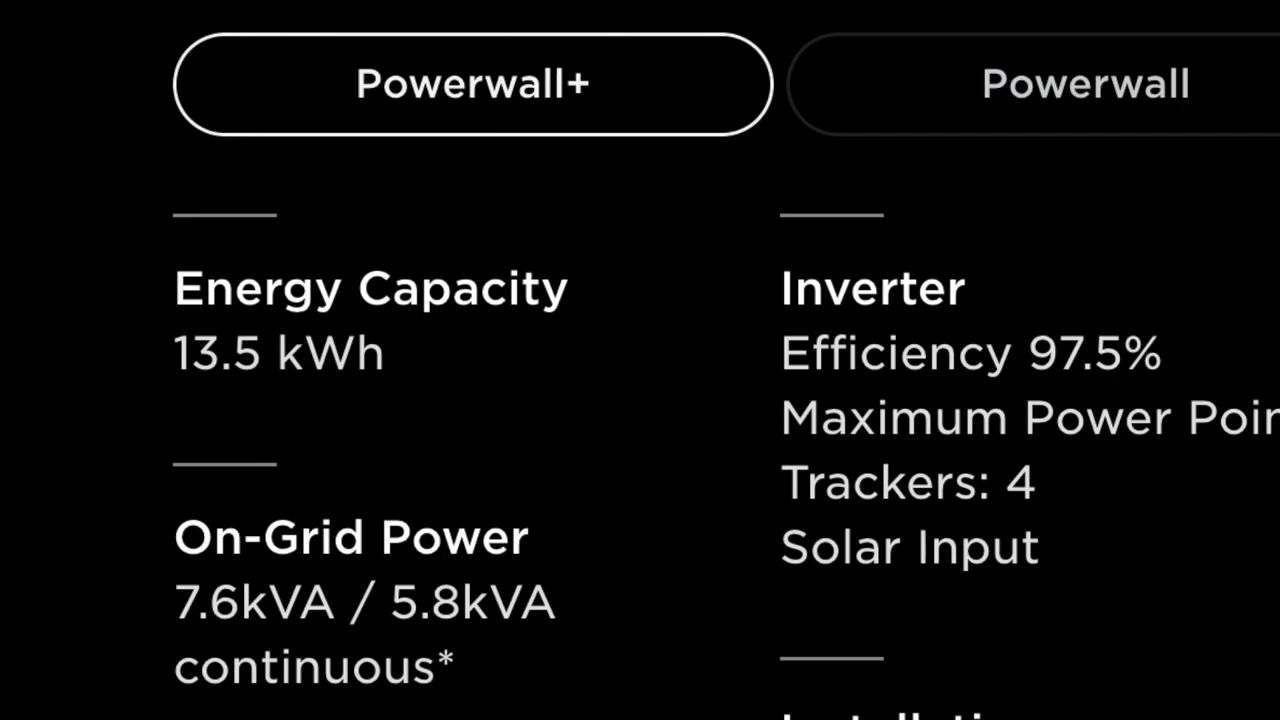 Powerwall+
Powerwall
Energy Capacity
13.5 kWh
On-Grid Power
7.6kVA / 5.8kVA
continuous*
Inverter
Efficiency 97.5%
Maximum Power
Trackers: 4
Solar Input